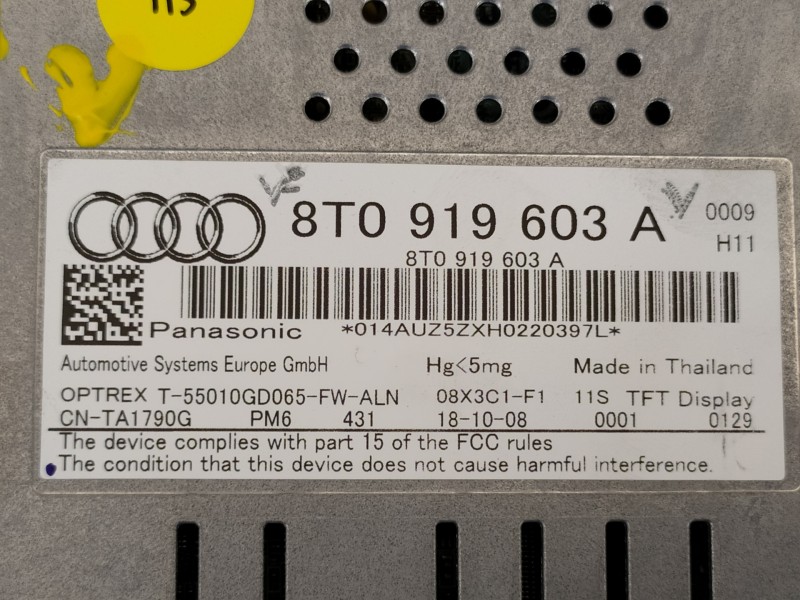 113
8T0 919 603 A 0009
H11
8T0 919 603 A
Panasonic *014AUZ5ZXH0220397L*
Automotive Systems Europe GmbH Hg<5mg Made in Thailand
OPTREX T-55010GD065-FW-ALN 08X3C1-F1 11S TFT Display
CN-TA1790G PM6 431 18-10-08 0001 0129
The device complies with part 15 of the FCC rules
The condition that this device does not cause harmful interference.